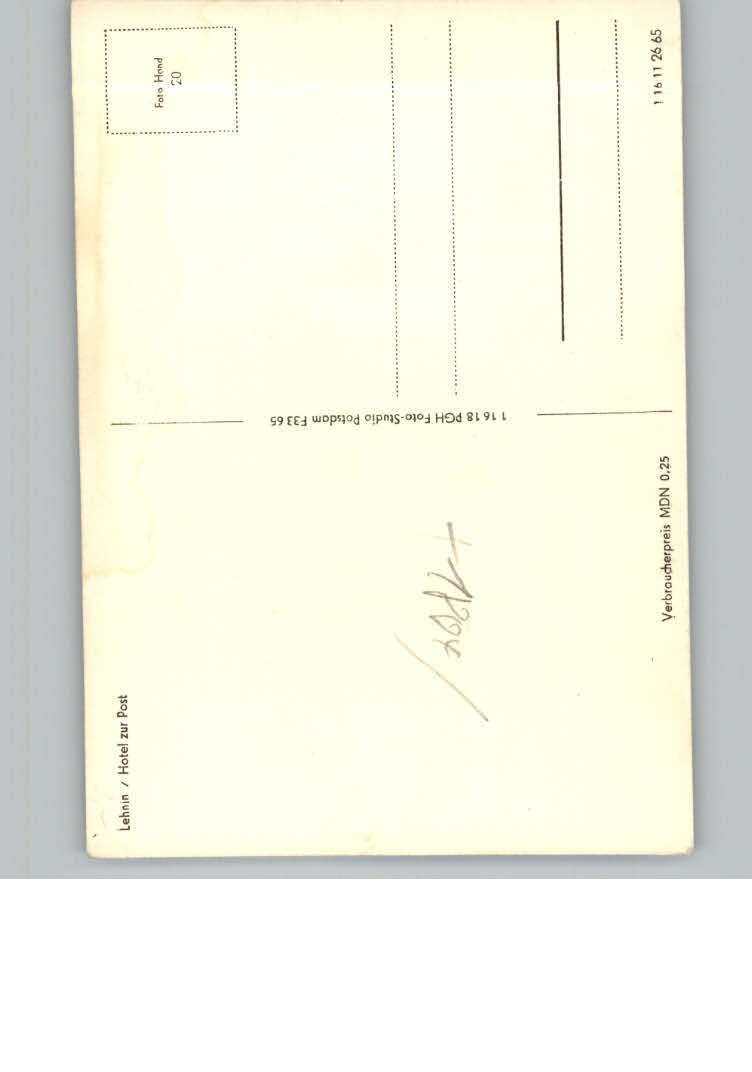 Lehnin / Hotel zur Post
Verbraucherpreis MDN 0,25
1 16 18 PGH Foto-Studio Potsdam F33 65
Foto Hand
20
1 16 11 26 65